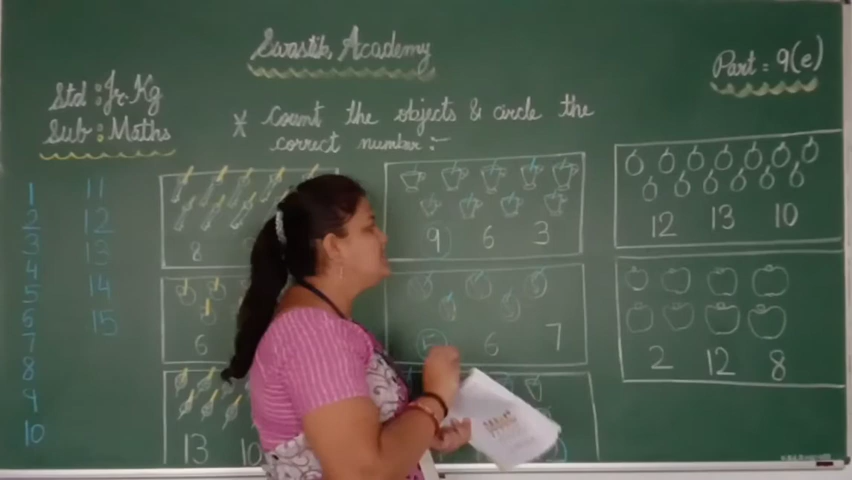 Swastik Academy
Part : 9(e)
Std : Jr. Kg
Sub : Maths
* Count the objects & circle the
correct number :-
1
2
3
4
5
6
7
8
9
10
11
12
13
14
15
8
9 6 3
12 13 10
6
5 6 7
2 12 8
13 10